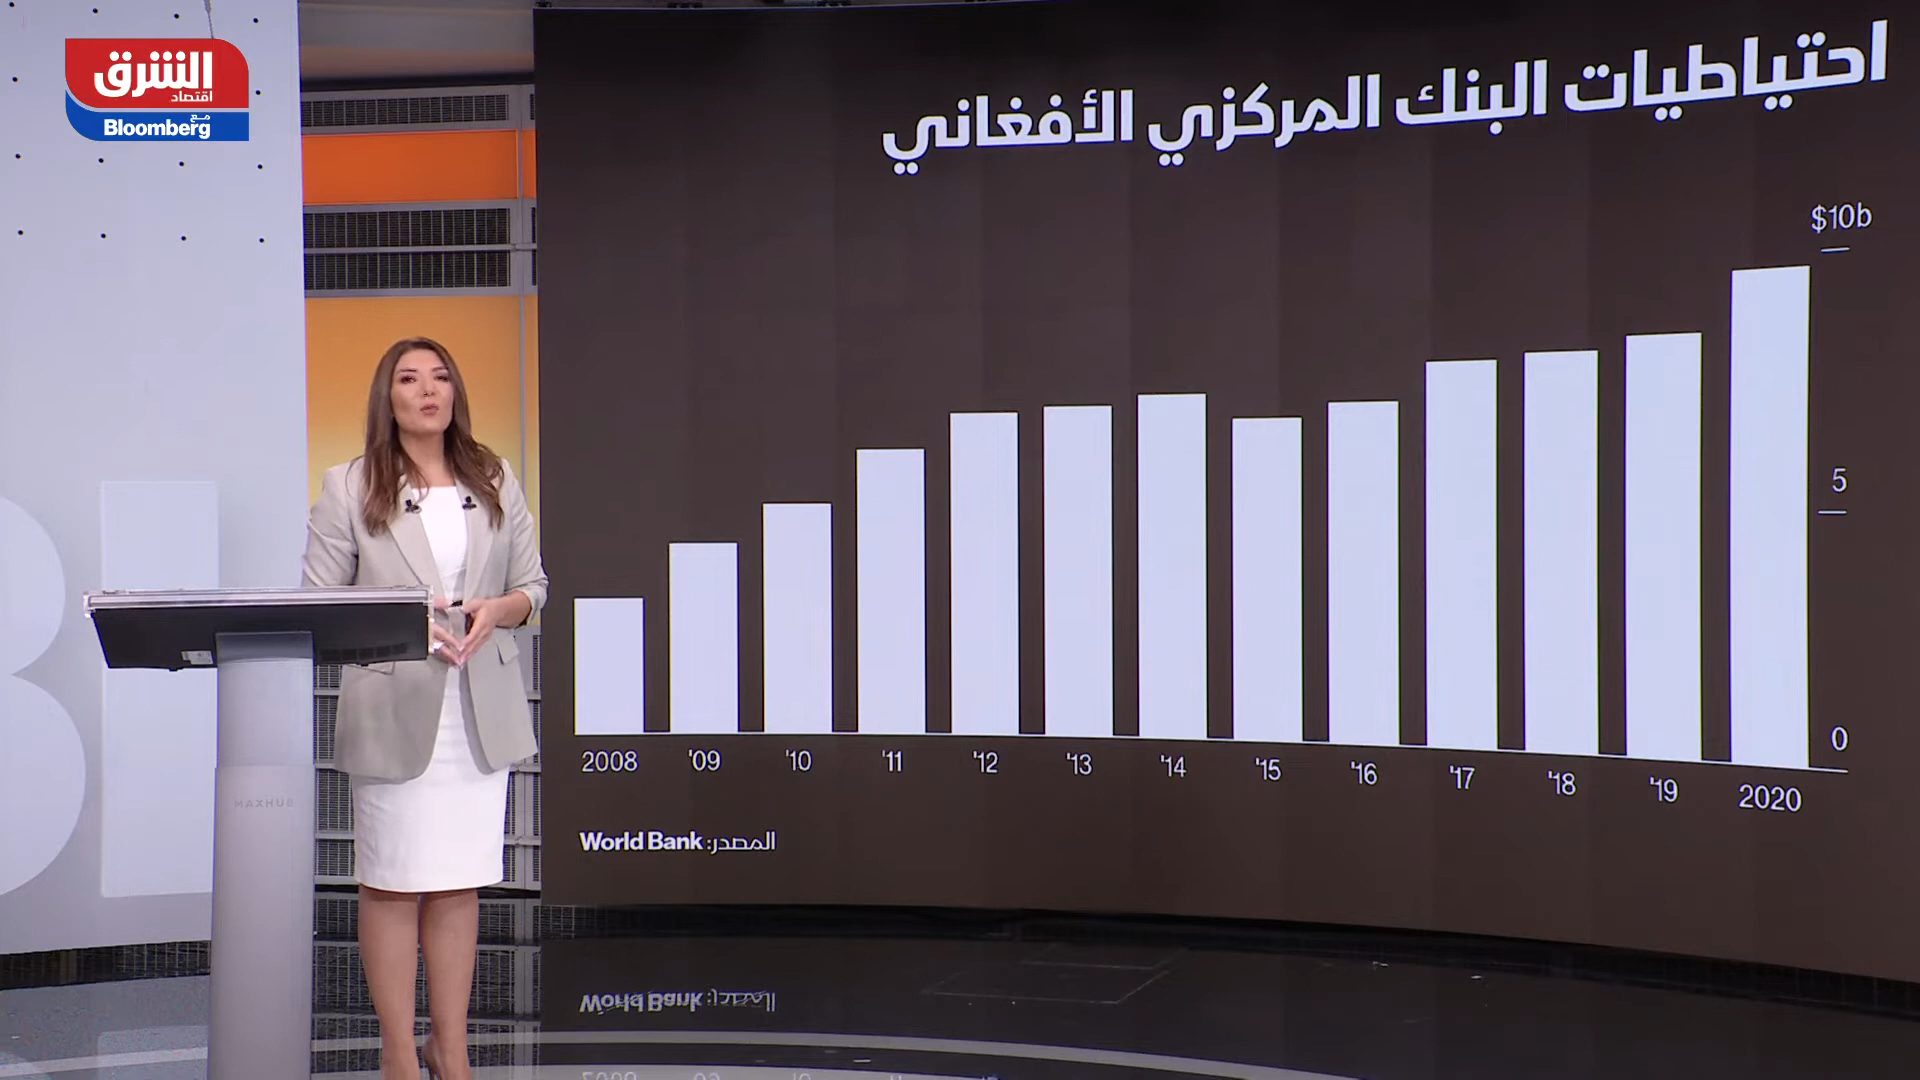 الشرق
اقتصاد
مع
Bloomberg
احتياطيات البنك المركزي الأفغاني
$10b
5
0
2008 '09 '10 '11 '12 '13 '14 '15 '16 '17 '18 '19 2020
المصدر: World Bank
MAXHUB